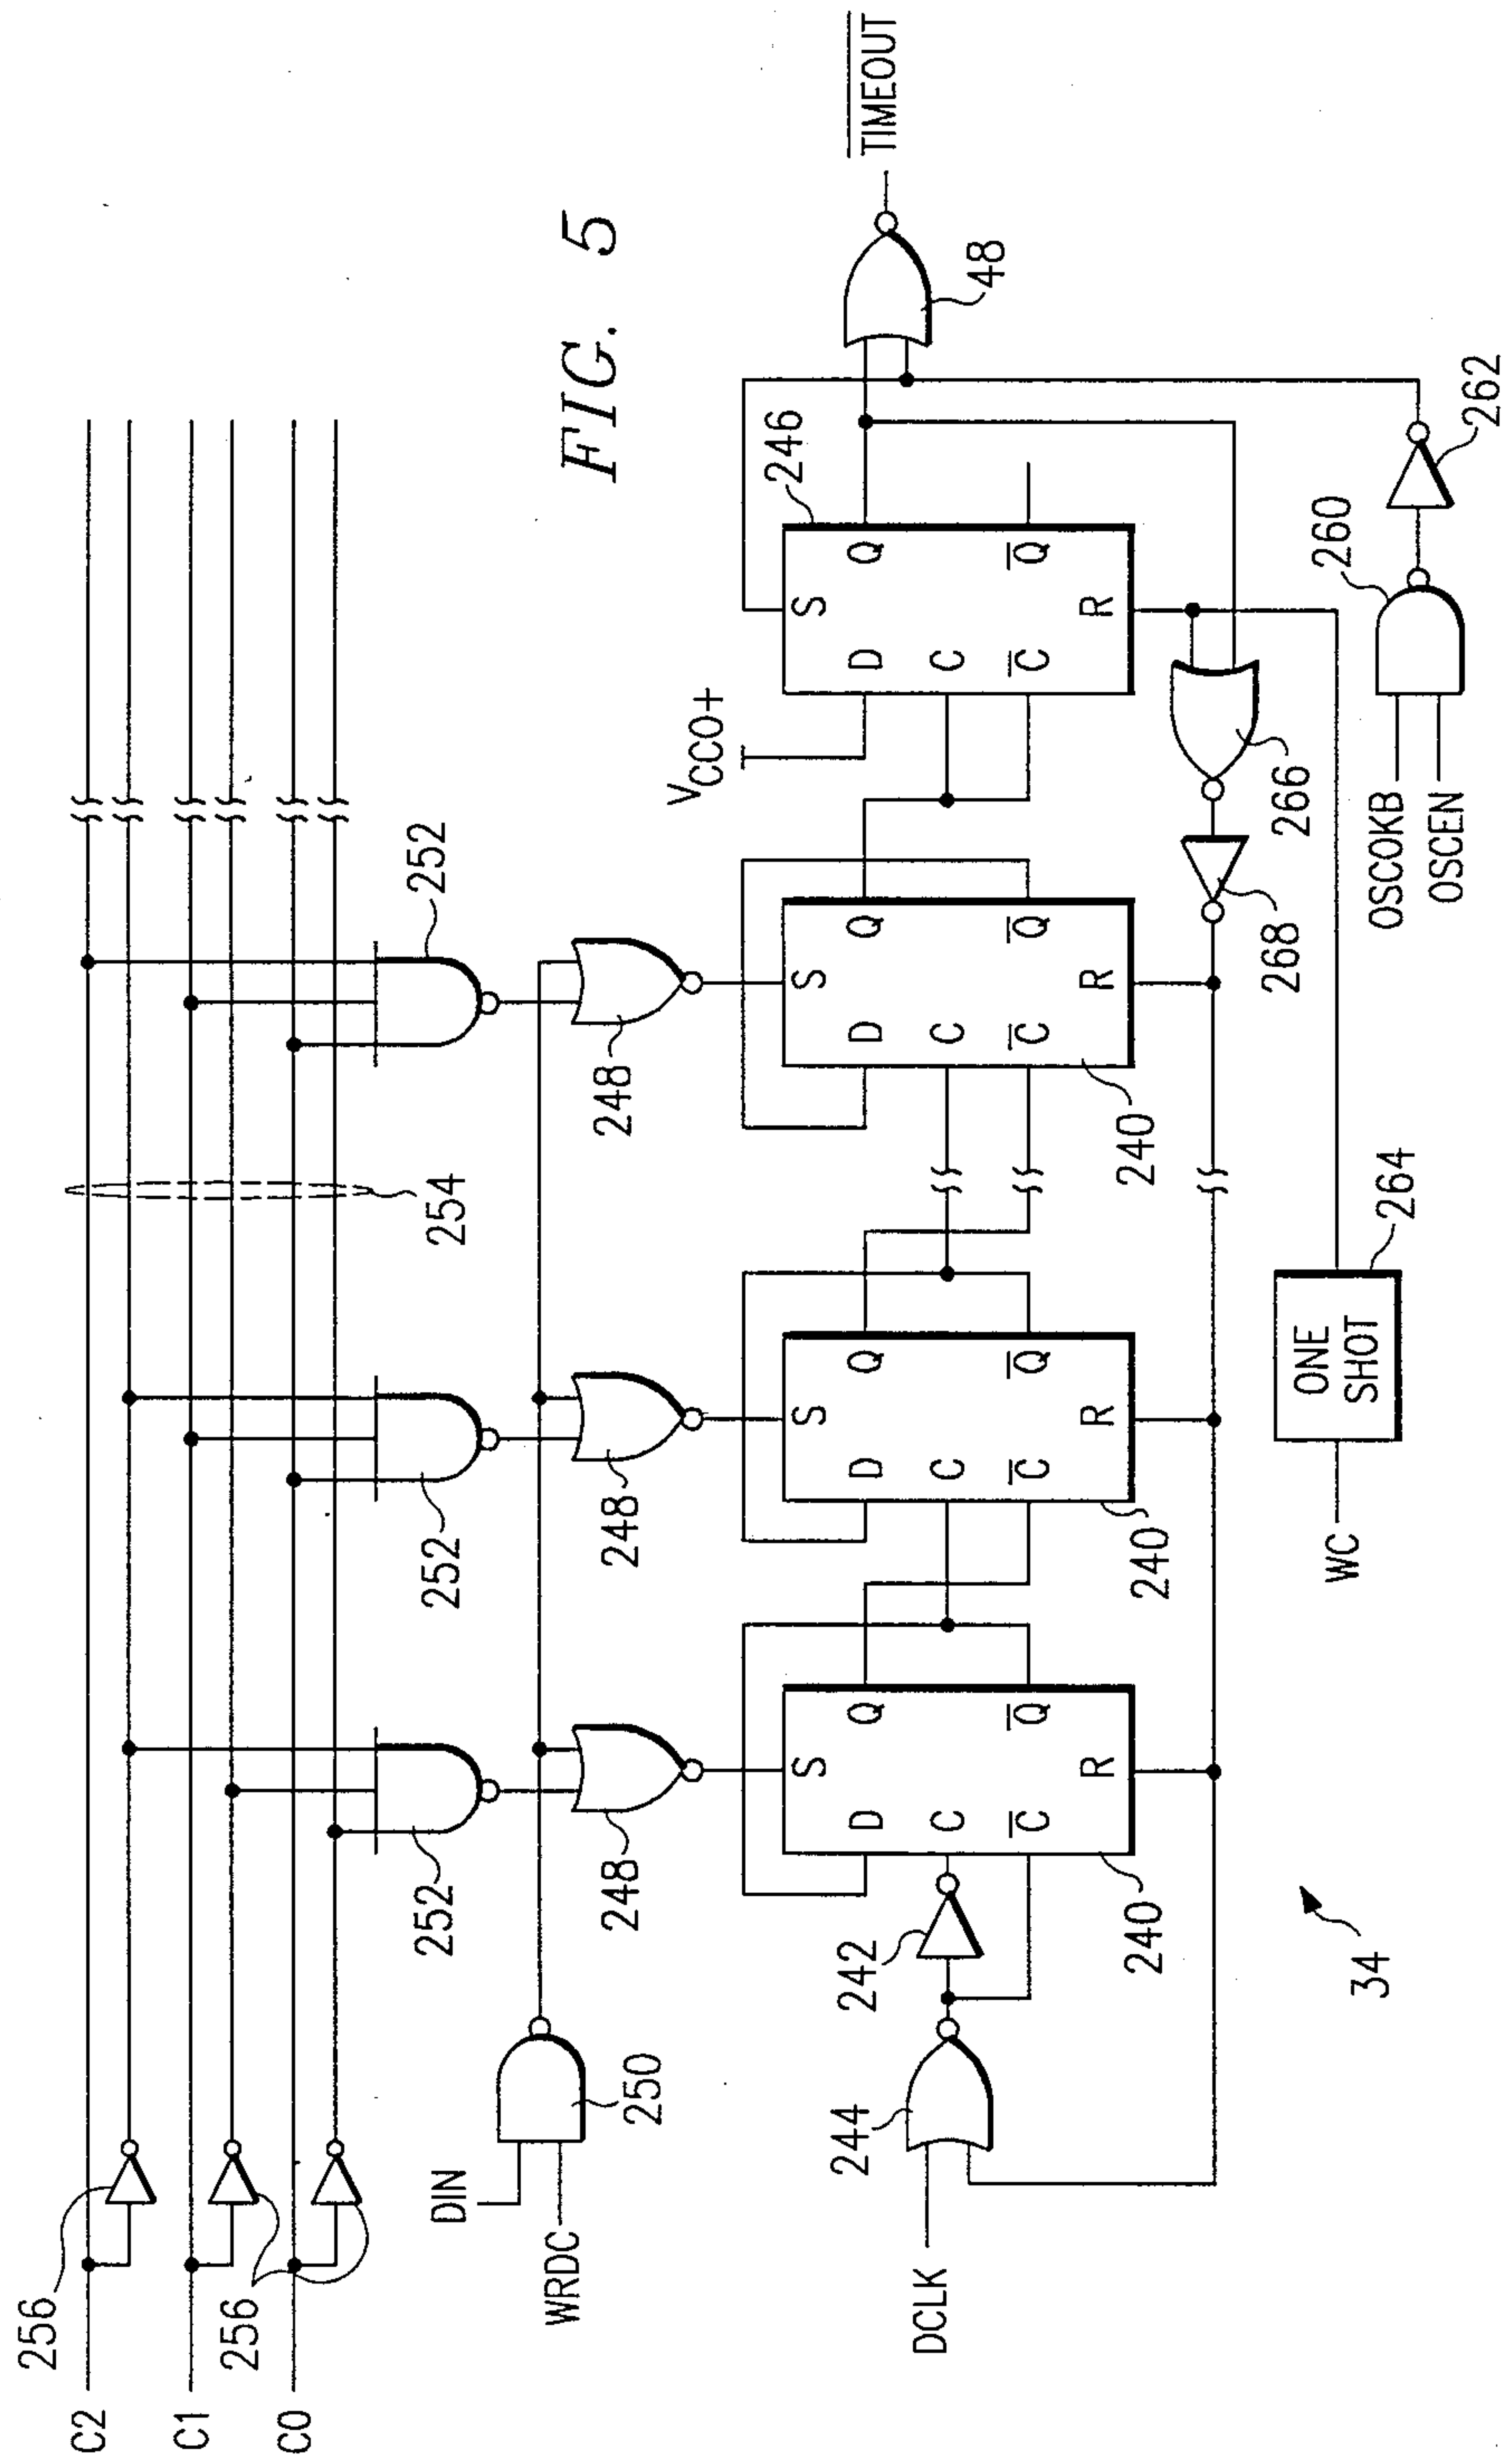 FIG. 5
C2
C1
C0
256
256
254
252
252
252
DIN
WRDC
250
248
248
248
DCLK
244
242
D
S
Q
C
C̅
Q̅
R
240
D
S
Q
C
C̅
Q̅
R
240
D
S
Q
C
C̅
Q̅
R
240
VCCO+
D
S
Q
C
C̅
Q̅
R
246
48
T̅I̅M̅E̅O̅U̅T̅
266
268
WC
ONE
SHOT
264
OSCOKB
OSCEN
260
262
34